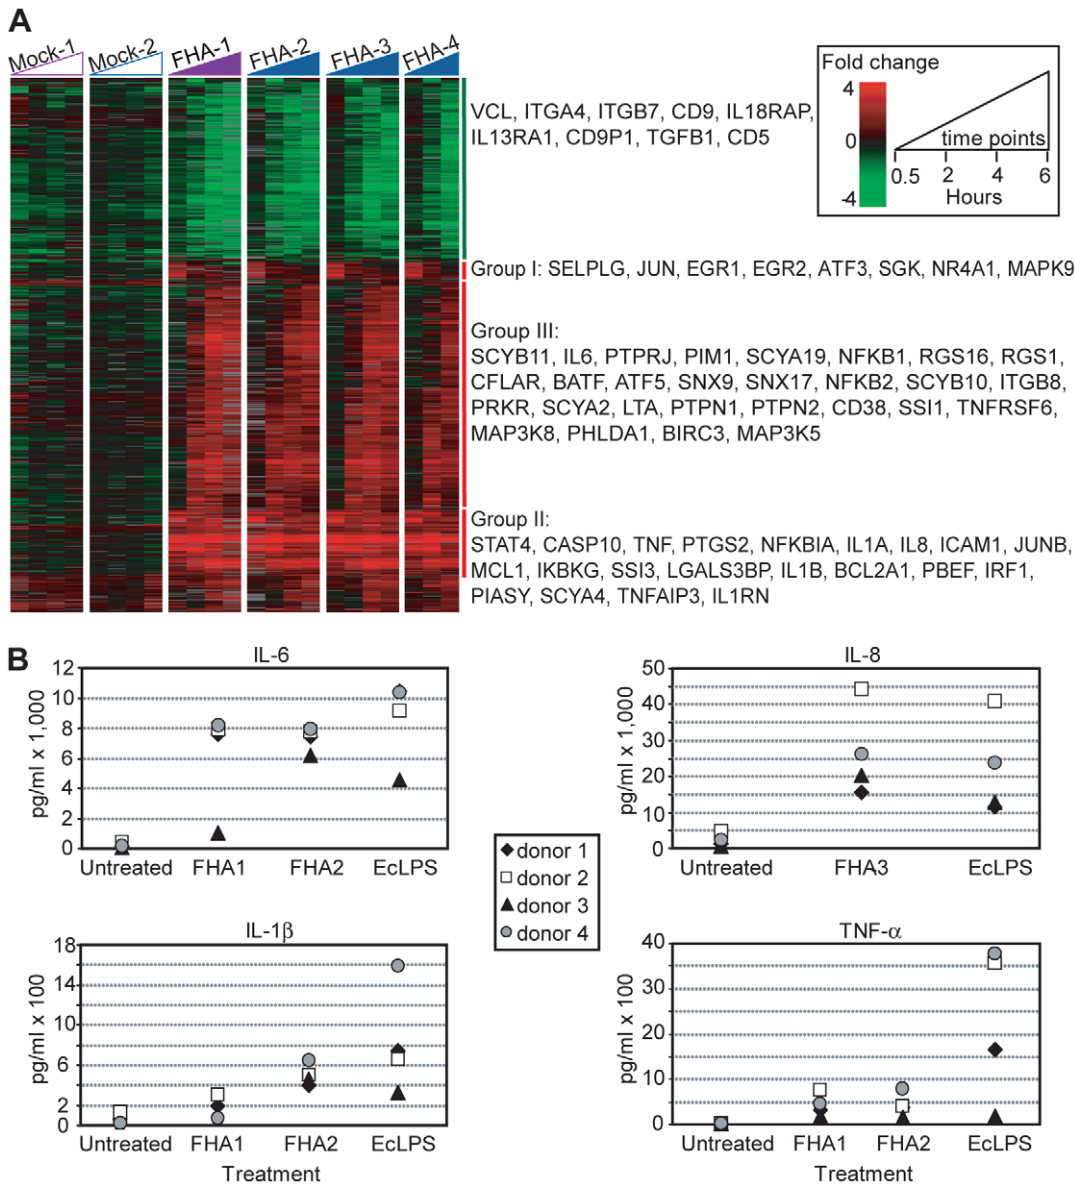 A
Mock-1 Mock-2 FHA-1 FHA-2 FHA-3 FHA-4
VCL, ITGA4, ITGB7, CD9, IL18RAP,
IL13RA1, CD9P1, TGFB1, CD5
Fold change
4
0
-4
time points
0.5 2 4 6
Hours
Group I: SELPLG, JUN, EGR1, EGR2, ATF3, SGK, NR4A1, MAPK9
Group III:
SCYB11, IL6, PTPRJ, PIM1, SCYA19, NFKB1, RGS16, RGS1,
CFLAR, BATF, ATF5, SNX9, SNX17, NFKB2, SCYB10, ITGB8,
PRKR, SCYA2, LTA, PTPN1, PTPN2, CD38, SSI1, TNFRSF6,
MAP3K8, PHLDA1, BIRC3, MAP3K5
Group II:
STAT4, CASP10, TNF, PTGS2, NFKBIA, IL1A, IL8, ICAM1, JUNB,
MCL1, IKBKG, SSI3, LGALS3BP, IL1B, BCL2A1, PBEF, IRF1,
PIASY, SCYA4, TNFAIP3, IL1RN
B
IL-6
pg/ml x 1,000
12
10
8
6
4
2
0
Untreated FHA1 FHA2 EcLPS
IL-8
pg/ml x 1,000
50
40
30
20
10
0
Untreated FHA3 EcLPS
donor 1
donor 2
donor 3
donor 4
IL-1β
pg/ml x 100
18
14
10
6
2
0
Untreated FHA1 FHA2 EcLPS
Treatment
TNF-α
pg/ml x 100
40
30
20
10
0
Untreated FHA1 FHA2 EcLPS
Treatment